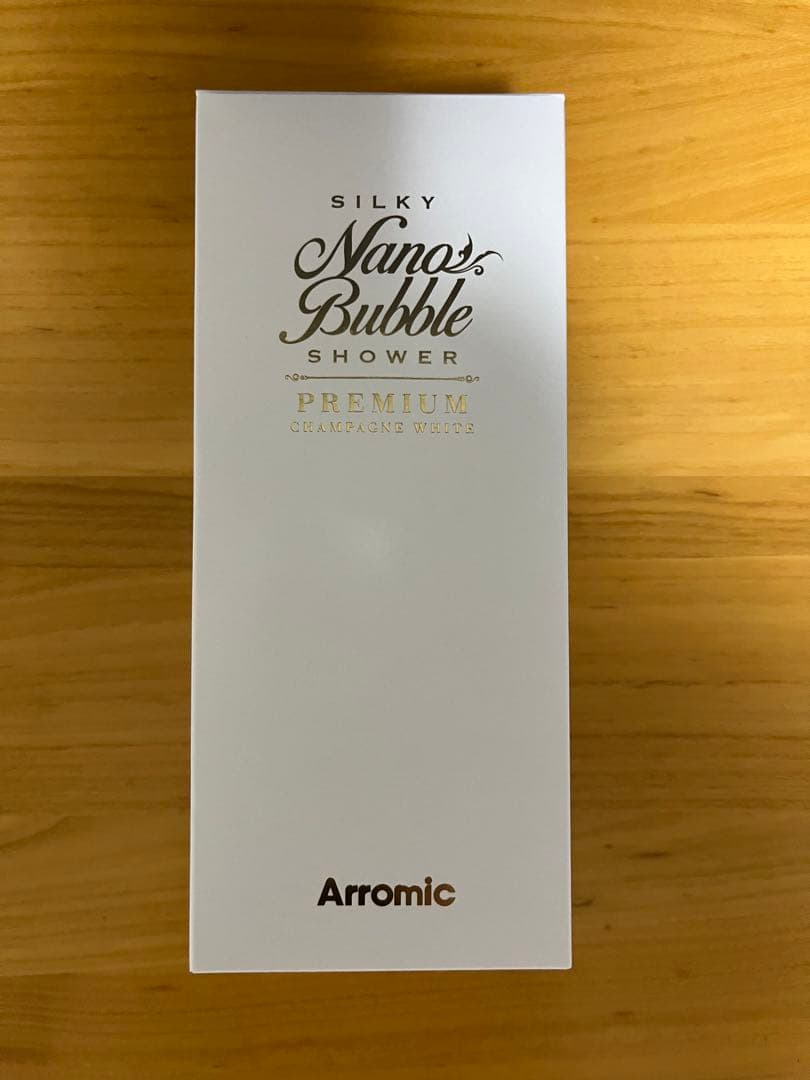 SILKY
Nano
Bubble
SHOWER
PREMIUM
CHAMPAGNE WHITE
Arromic